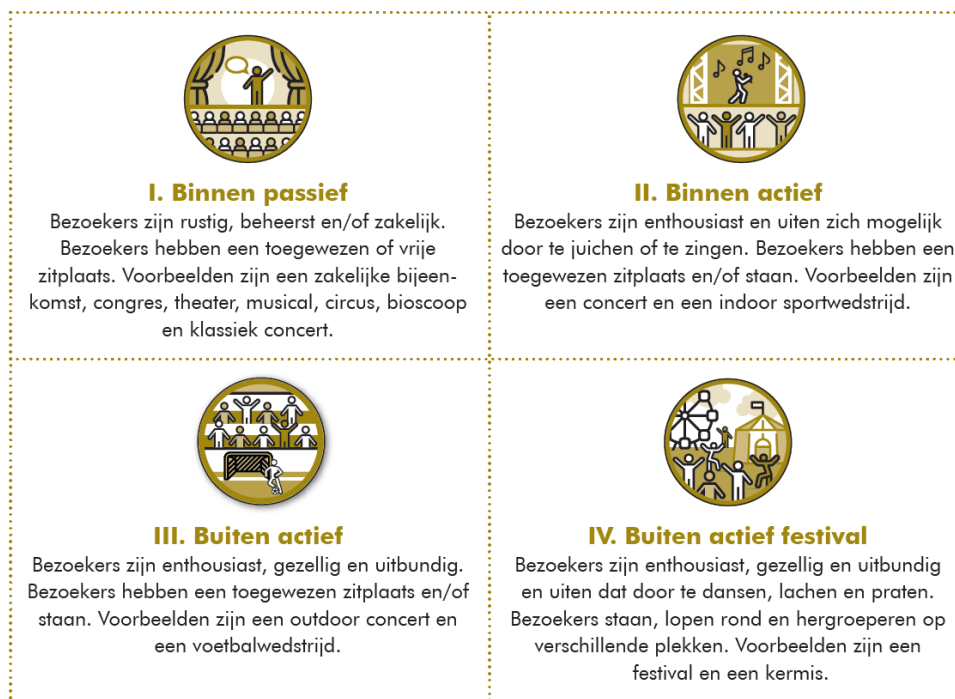 I. Binnen passief
Bezoekers zijn rustig, beheerst en/of zakelijk.
Bezoekers hebben een toegewezen of vrije
zitplaats. Voorbeelden zijn een zakelijke bijeen-
komst, congres, theater, musical, circus, bioscoop
en klassiek concert.
II. Binnen actief
Bezoekers zijn enthousiast en uiten zich mogelijk
door te juichen of te zingen. Bezoekers hebben een
toegewezen zitplaats en/of staan. Voorbeelden zijn
een concert en een indoor sportwedstrijd.
III. Buiten actief
Bezoekers zijn enthousiast, gezellig en uitbundig.
Bezoekers hebben een toegewezen zitplaats en/of
staan. Voorbeelden zijn een outdoor concert en
een voetbalwedstrijd.
IV. Buiten actief festival
Bezoekers zijn enthousiast, gezellig en uitbundig
en uiten dat door te dansen, lachen en praten.
Bezoekers staan, lopen rond en hergroeperen op
verschillende plekken. Voorbeelden zijn een
festival en een kermis.